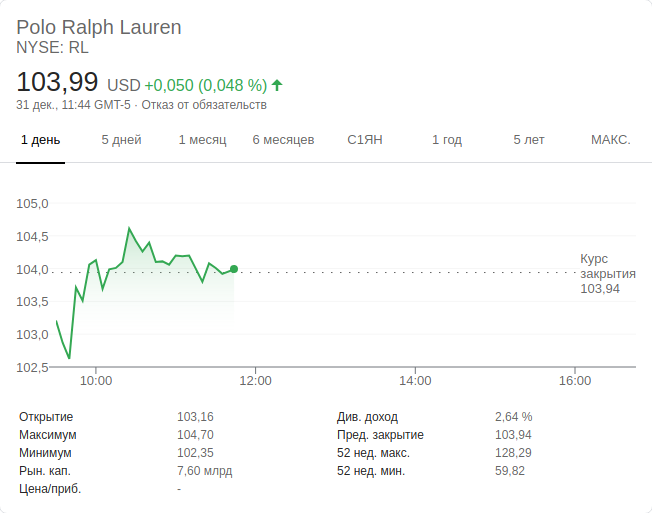 Polo Ralph Lauren
NYSE: RL
103,99 USD +0,050 (0,048 %)
31 дек., 11:44 GMT-5 · Отказ от обязательств
1 день 5 дней 1 месяц 6 месяцев С1ЯН 1 год 5 лет МАКС.
105,0
104,5
104,0
103,5
103,0
102,5
Курс
закрытия
103,94
10:00 12:00 14:00 16:00
Открытие 103,16 Див. доход 2,64 %
Максимум 104,70 Пред. закрытие 103,94
Минимум 102,35 52 нед. макс. 128,29
Рын. кап. 7,60 млрд 52 нед. мин. 59,82
Цена/приб. -